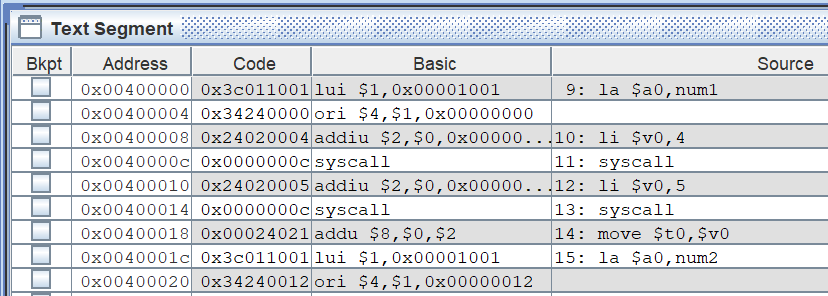 Text Segment
Bkpt Address Code Basic Source
0x00400000 0x3c011001 lui $1,0x00001001 9: la $a0,num1
0x00400004 0x34240000 ori $4,$1,0x00000000
0x00400008 0x24020004 addiu $2,$0,0x00000... 10: li $v0,4
0x0040000c 0x0000000c syscall 11: syscall
0x00400010 0x24020005 addiu $2,$0,0x00000... 12: li $v0,5
0x00400014 0x0000000c syscall 13: syscall
0x00400018 0x00024021 addu $8,$0,$2 14: move $t0,$v0
0x0040001c 0x3c011001 lui $1,0x00001001 15: la $a0,num2
0x00400020 0x34240012 ori $4,$1,0x00000012